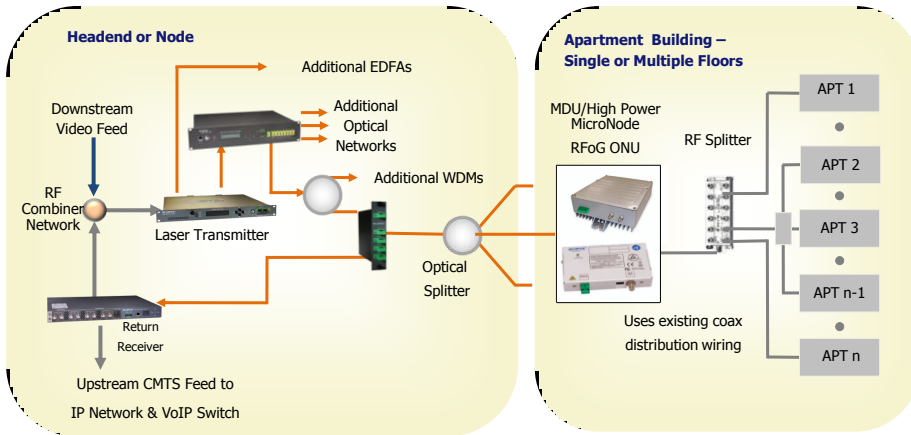 Headend or Node
Additional EDFAs
Downstream
Video Feed
Additional
Optical
Networks
RF
Combiner
Network
Additional WDMs
Laser Transmitter
Optical
Splitter
Return
Receiver
Upstream CMTS Feed to
IP Network & VoIP Switch
Apartment Building –
Single or Multiple Floors
MDU/High Power
MicroNode
RFoG ONU
RF Splitter
Uses existing coax
distribution wiring
APT 1
APT 2
APT 3
APT n-1
APT n